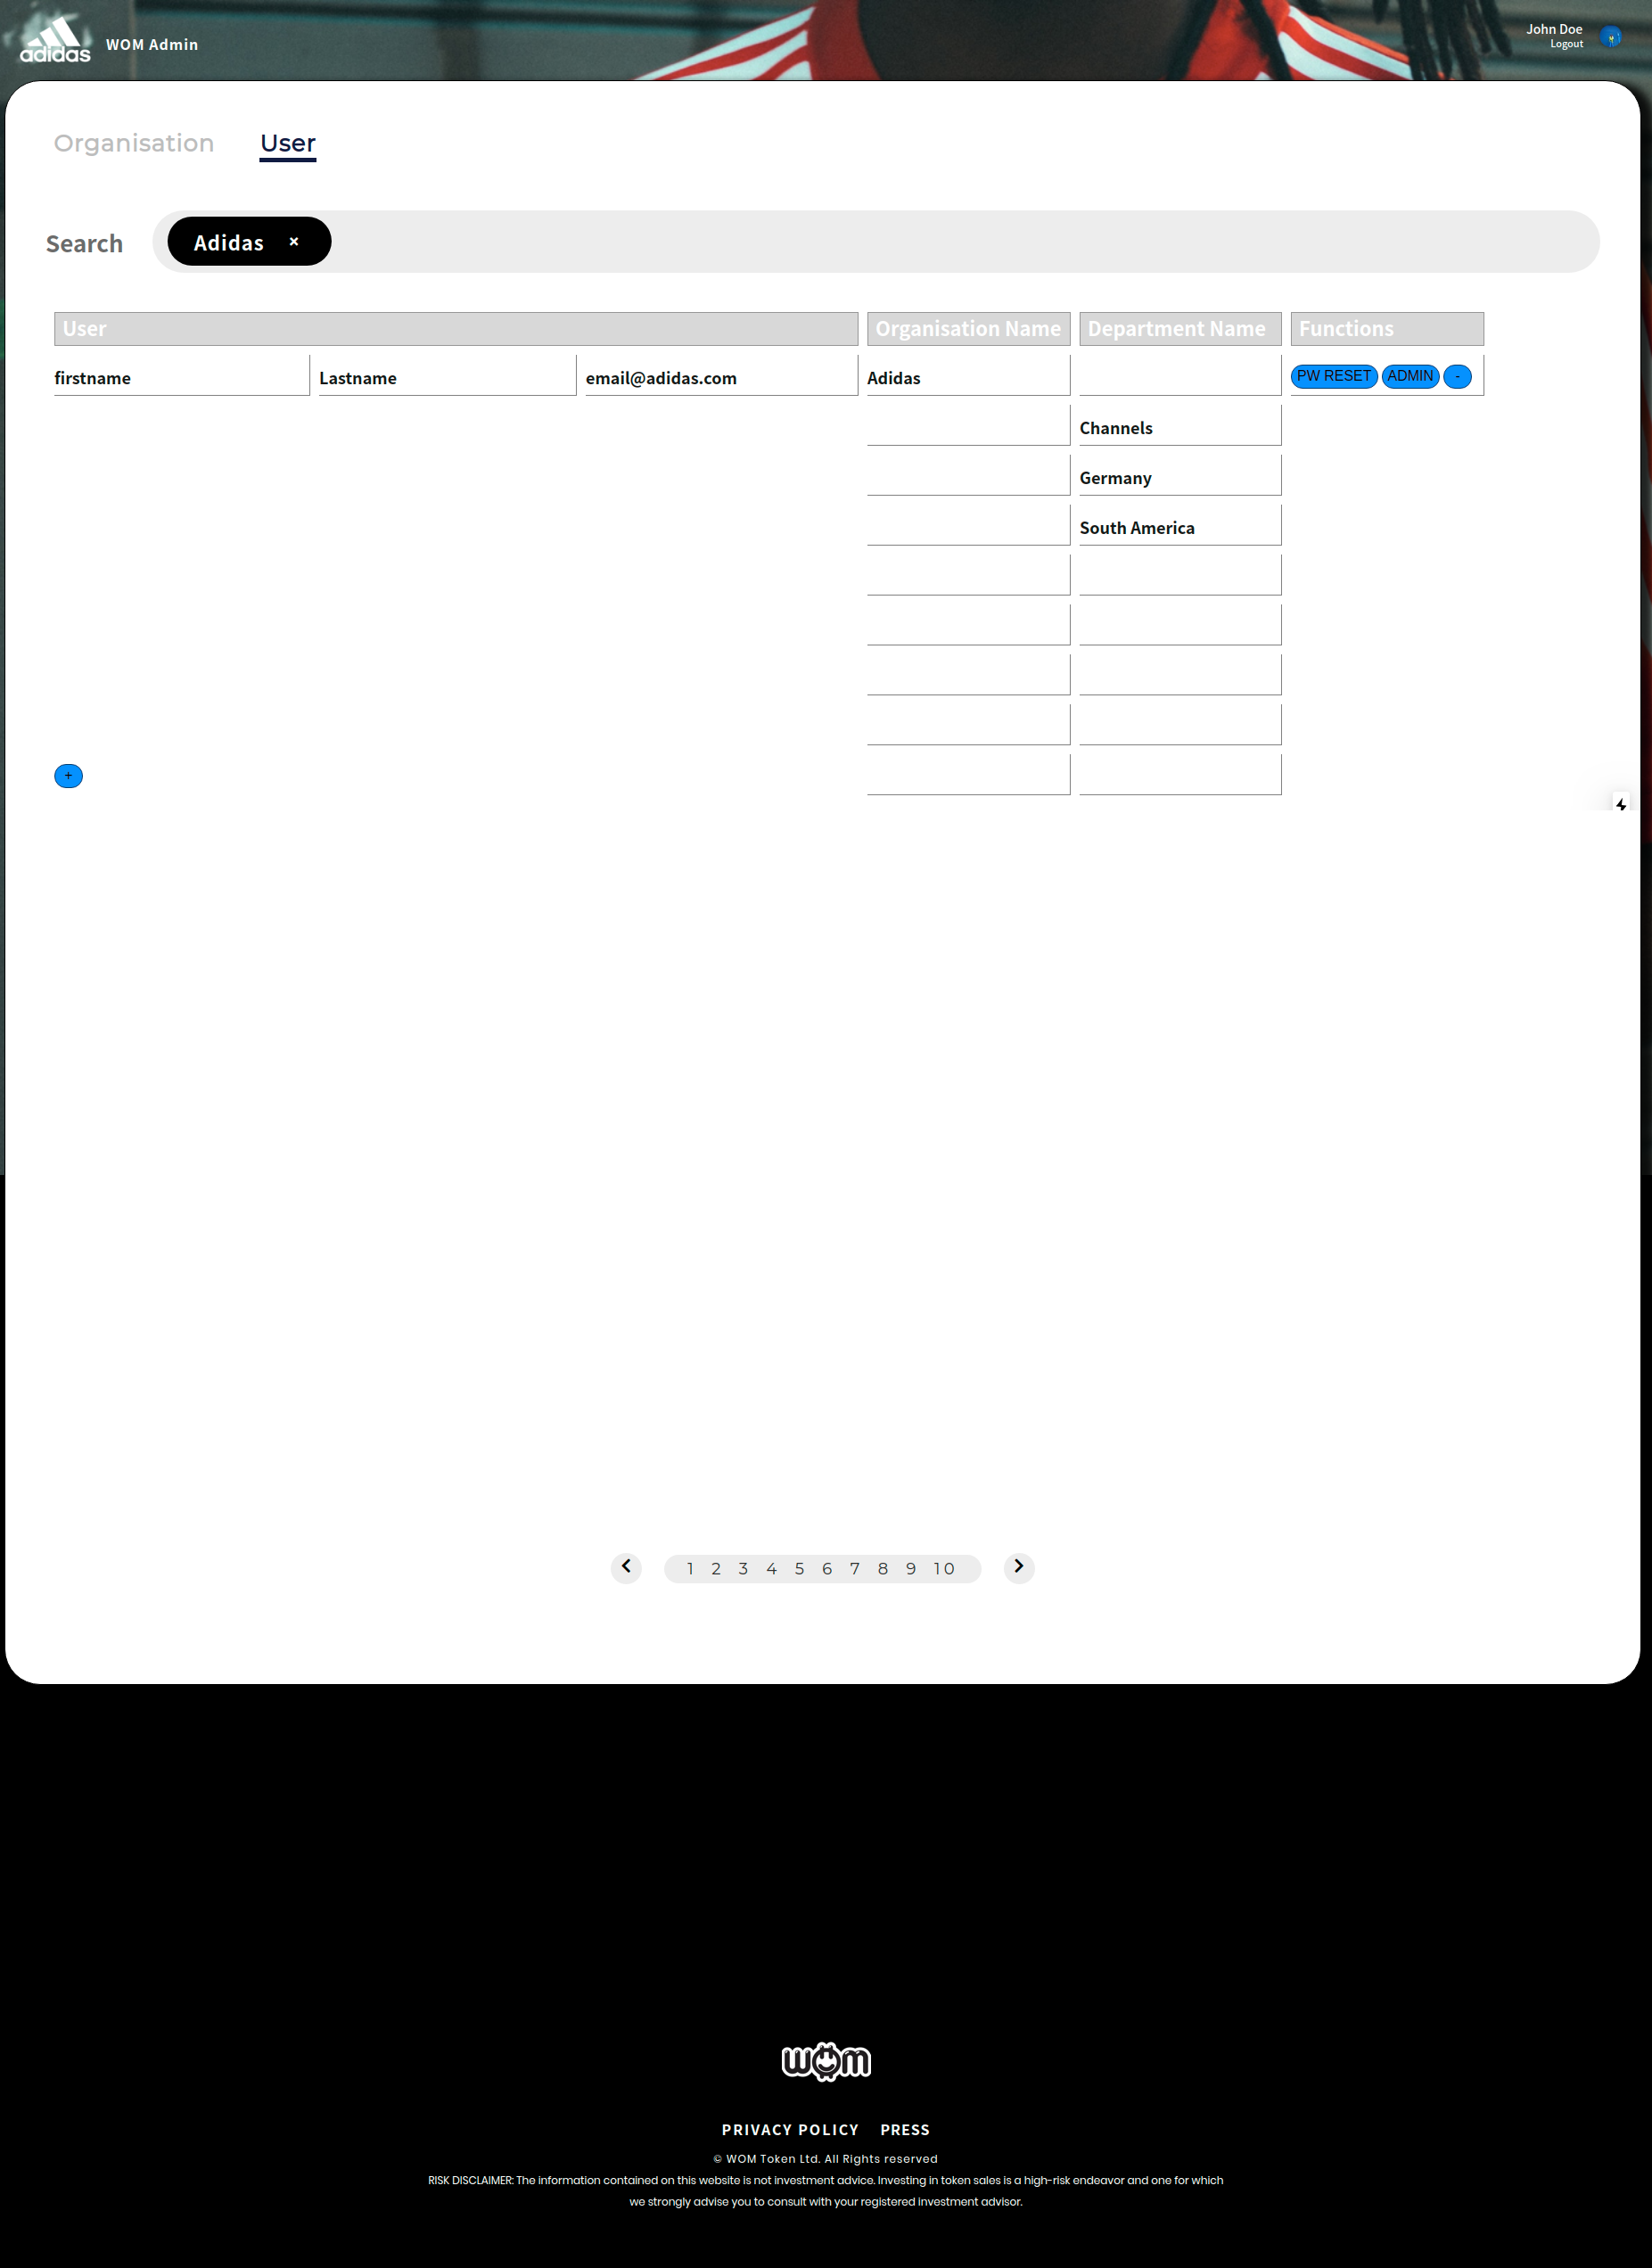 adidas
WOM Admin
John Doe
Logout
Organisation User
Search Adidas ×
User Organisation Name Department Name Functions
firstname Lastname email@adidas.com Adidas PW RESET ADMIN -
Channels
Germany
South America
+
1 2 3 4 5 6 7 8 9 10
wom
PRIVACY POLICY PRESS
© WOM Token Ltd. All Rights reserved
RISK DISCLAIMER: The information contained on this website is not investment advice. Investing in token sales is a high-risk endeavor and one for which
we strongly advise you to consult with your registered investment advisor.